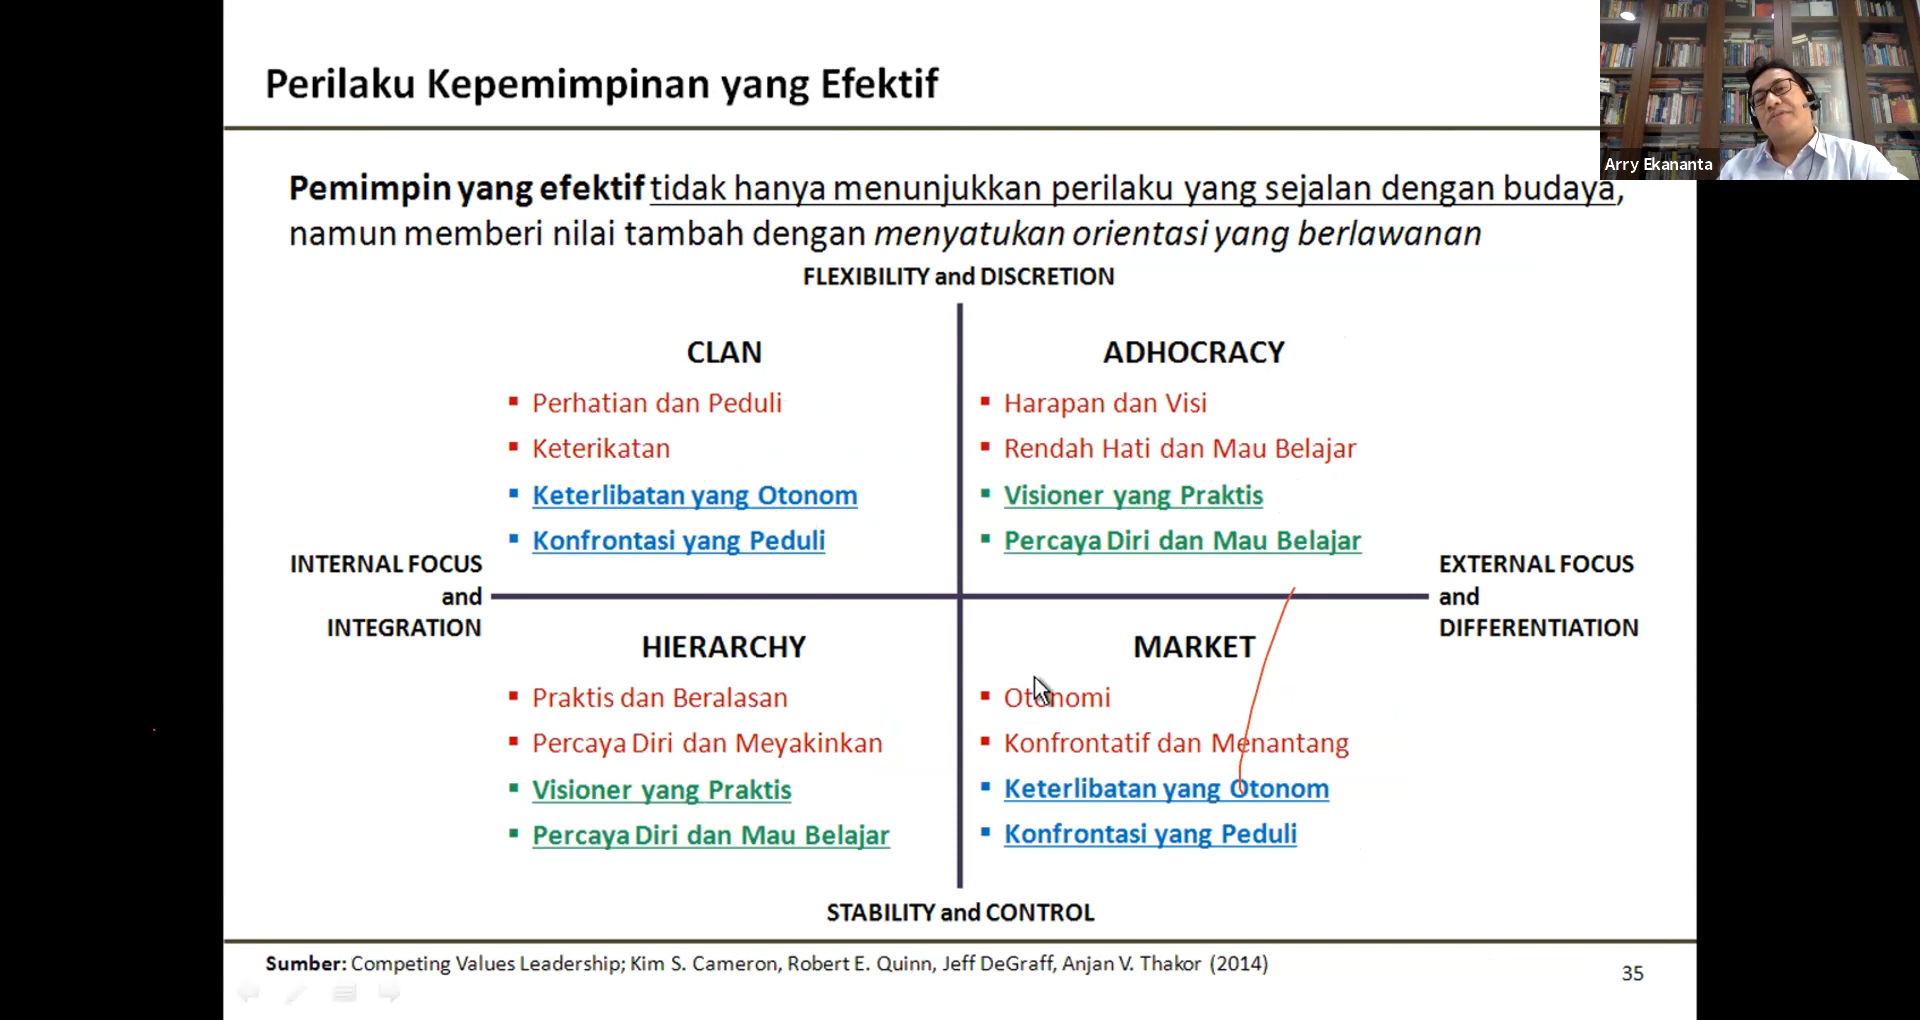 Perilaku Kepemimpinan yang Efektif
Arry Ekananta
Pemimpin yang efektif tidak hanya menunjukkan perilaku yang sejalan dengan budaya,
namun memberi nilai tambah dengan menyatukan orientasi yang berlawanan
FLEXIBILITY and DISCRETION
CLAN
Perhatian dan Peduli
Keterikatan
Keterlibatan yang Otonom
Konfrontasi yang Peduli
ADHOCRACY
Harapan dan Visi
Rendah Hati dan Mau Belajar
Visioner yang Praktis
Percaya Diri dan Mau Belajar
INTERNAL FOCUS
and
INTEGRATION
EXTERNAL FOCUS
and
DIFFERENTIATION
HIERARCHY
Praktis dan Beralasan
Percaya Diri dan Meyakinkan
Visioner yang Praktis
Percaya Diri dan Mau Belajar
MARKET
Otonomi
Konfrontatif dan Menantang
Keterlibatan yang Otonom
Konfrontasi yang Peduli
STABILITY and CONTROL
Sumber: Competing Values Leadership; Kim S. Cameron, Robert E. Quinn, Jeff DeGraff, Anjan V. Thakor (2014)
35